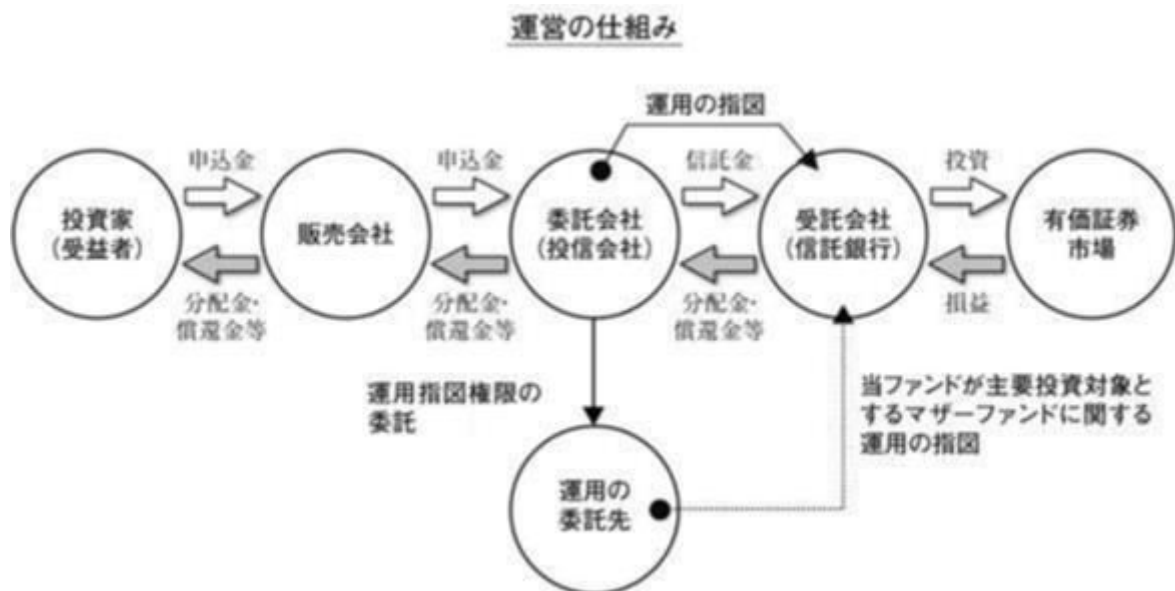 運営の仕組み
運用の指図
申込金
申込金
信託金
投資
投資家
(受益者)
販売会社
委託会社
(投信会社)
受託会社
(信託銀行)
有価証券
市場
分配金・
償還金等
分配金・
償還金等
分配金・
償還金等
損益
運用指図権限の
委託
当ファンドが主要投資対象と
するマザーファンドに関する
運用の指図
運用の
委託先